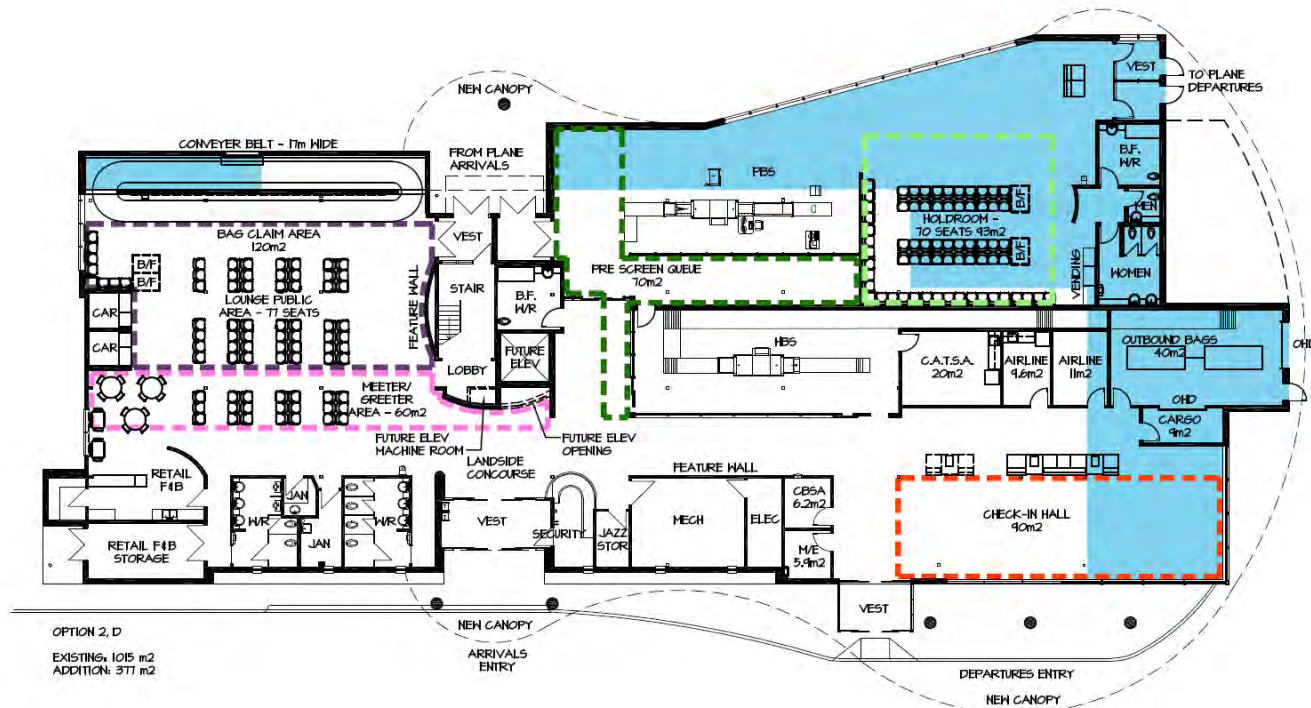 NEW CANOPY
VEST
TO PLANE
DEPARTURES
CONVEYER BELT - 17m WIDE
FROM PLANE
ARRIVALS
B.F.
W/R
PBS
MEN
HOLDROOM -
70 SEATS 93m2
B/F
B/F
BAG CLAIM AREA
120m2
VEST
B/F
B/F
PRE SCREEN QUEUE
70m2
VENDING
WOMEN
LOUNGE PUBLIC
AREA - 77 SEATS
FEATURE WALL
STAIR
B.F.
W/R
CAR
CAR
FUTURE
ELEV
LOBBY
HBS
C.A.T.S.A.
20m2
AIRLINE
9.6m2
AIRLINE
11m2
OUTBOUND BAGS
40m2
OHD
OHD
CARGO
9m2
MEETER/
GREETER
AREA - 60m2
FUTURE ELEV
MACHINE ROOM
FUTURE ELEV
OPENING
LANDSIDE
CONCOURSE
FEATURE WALL
RETAIL
F&B
W/R
JAN
JAN
W/R
VEST
SECURITY
JAZZ
STOR
MECH
ELEC
CBSA
6.2m2
M/E
5.9m2
CHECK-IN HALL
90m2
RETAIL F&B
STORAGE
VEST
NEW CANOPY
ARRIVALS
ENTRY
DEPARTURES ENTRY
NEW CANOPY
OPTION 2, D
EXISTING: 1015 m2
ADDITION: 377 m2